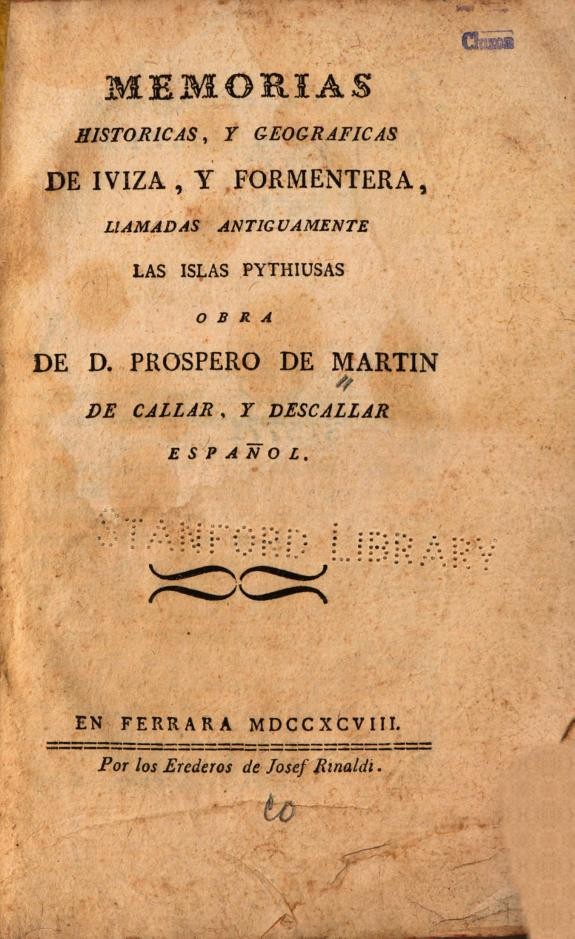 MEMORIAS
HISTORICAS, Y GEOGRAFICAS
DE IVIZA, Y FORMENTERA,
LlAMADAS ANTIGUAMENTE
LAS ISLAS PYTHIUSAS
OBRA
DE D. PROSPERO DE MARTIN
DE CALLAR, Y DESCALLAR
ESPAÑOL.
STANFORD LIBRARY
EN FERRARA MDCCXCVIII.
Por los Erederos de Josef Rinaldi.